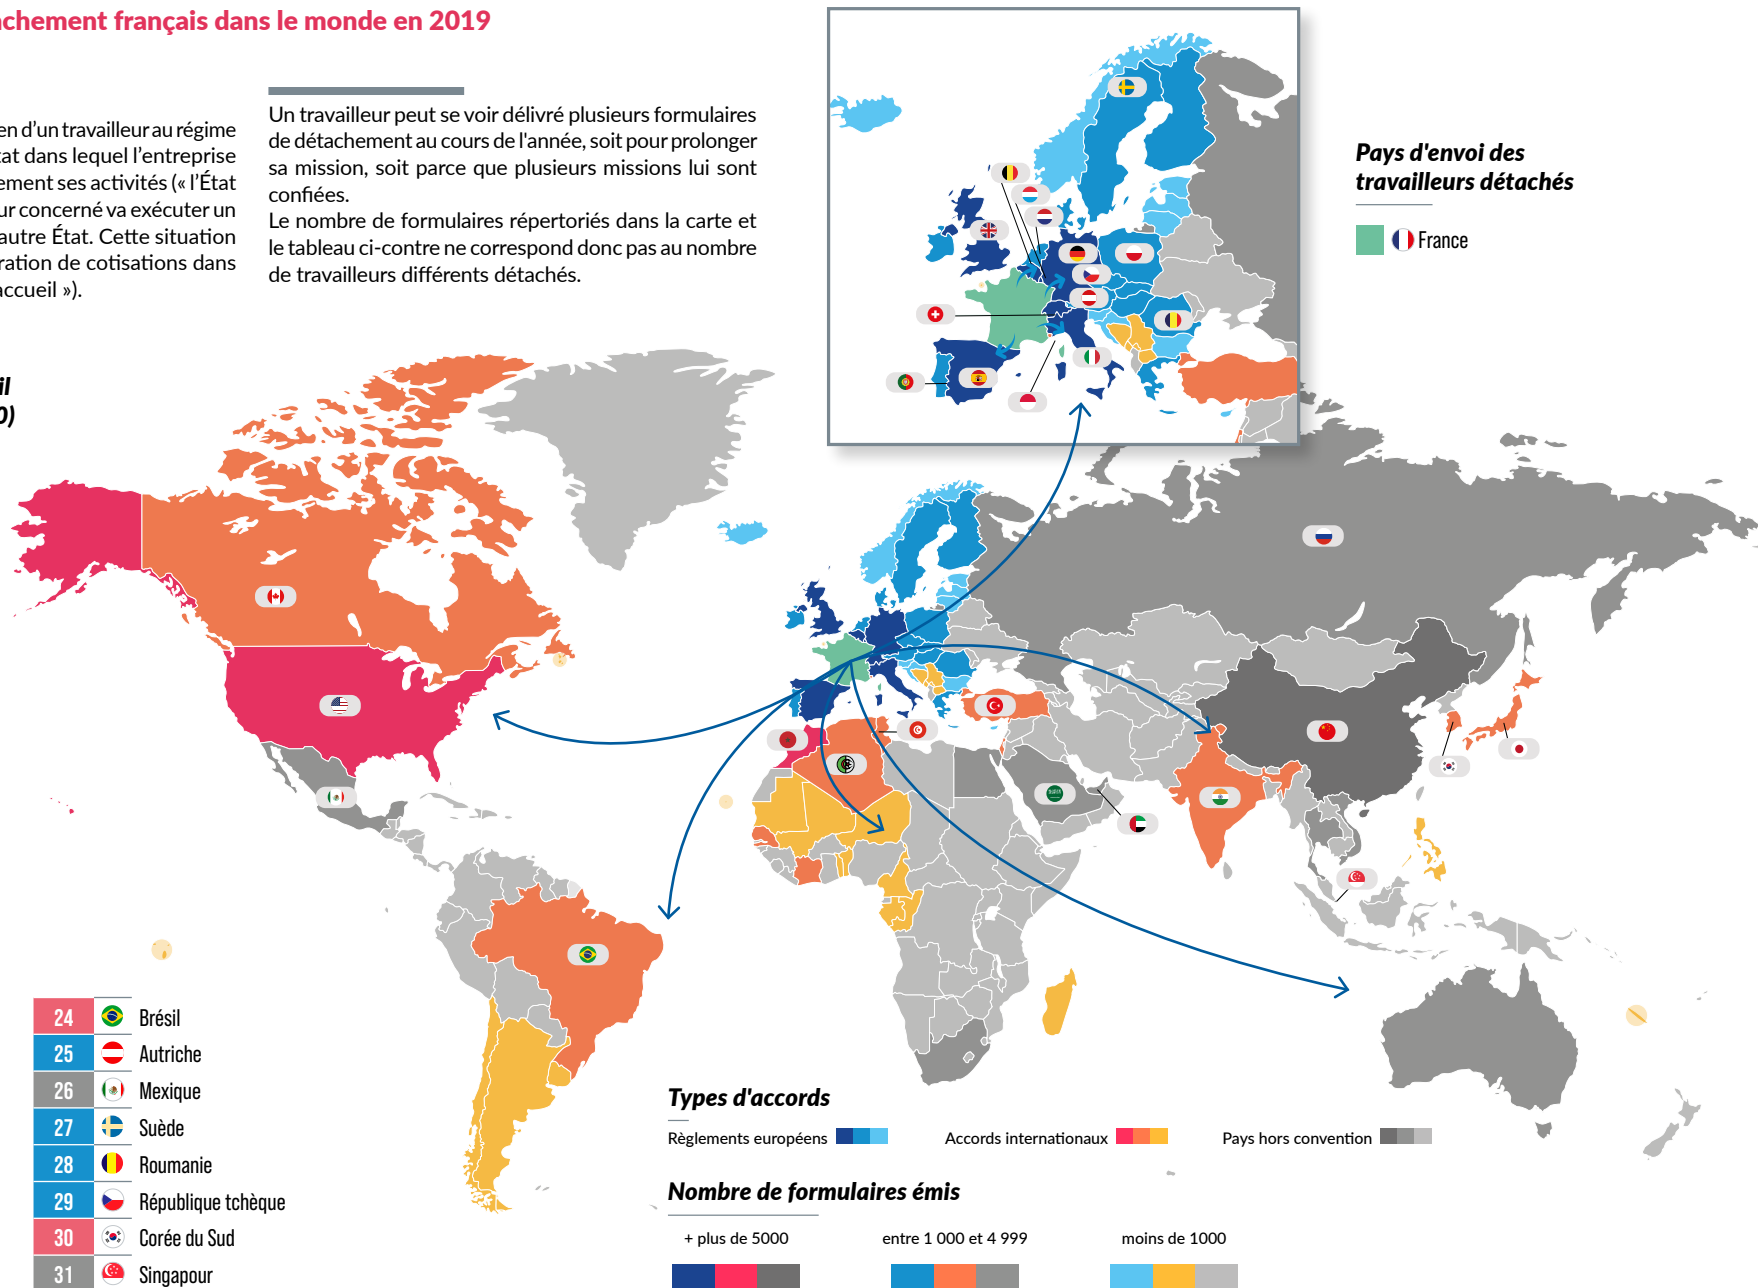 chement français dans le monde en 2019
en d'un travailleur au régime
tat dans lequel l'entreprise
ement ses activités (« l'État
ur concerné va exécuter un
autre État. Cette situation
ration de cotisations dans
accueil »).
Un travailleur peut se voir délivré plusieurs formulaires
de détachement au cours de l'année, soit pour prolonger
sa mission, soit parce que plusieurs missions lui sont
confiées.
Le nombre de formulaires répertoriés dans la carte et
le tableau ci-contre ne correspond donc pas au nombre
de travailleurs différents détachés.
Pays d'envoi des
travailleurs détachés
France
il
0)
24 Brésil
25 Autriche
26 Mexique
27 Suède
28 Roumanie
29 République tchèque
30 Corée du Sud
31 Singapour
Types d'accords
Règlements européens Accords internationaux Pays hors convention
Nombre de formulaires émis
+ plus de 5000 entre 1 000 et 4 999 moins de 1000